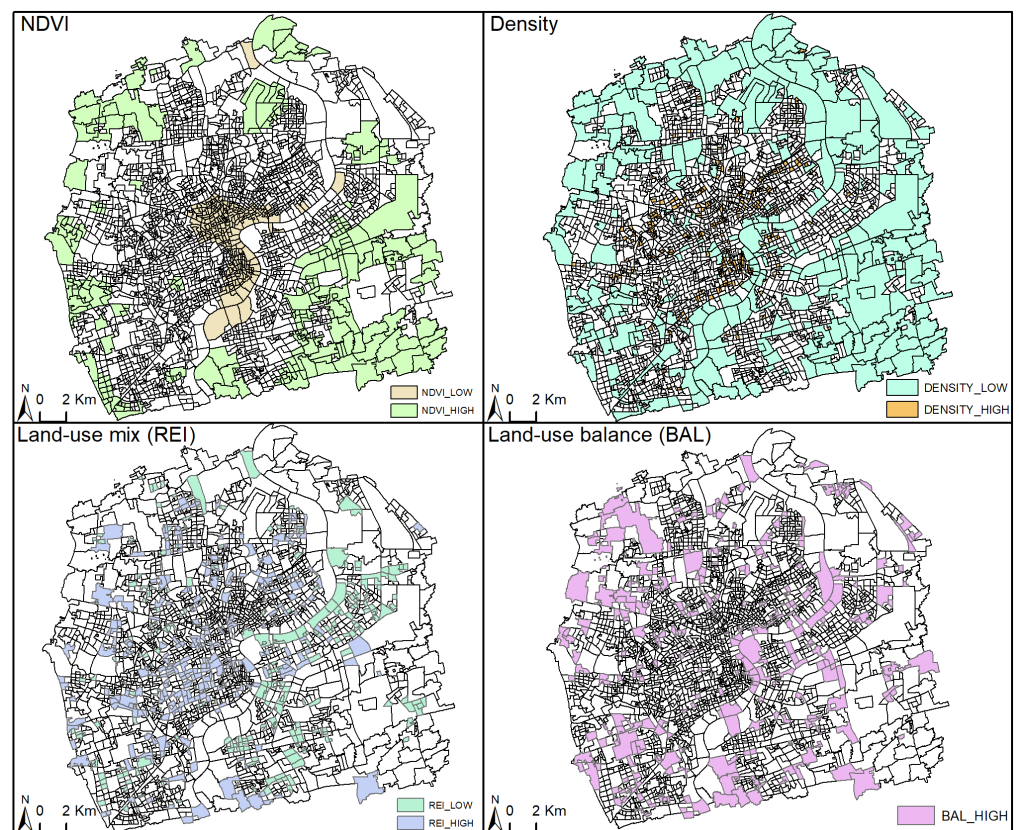 NDVI
N
0 2 Km
NDVI_LOW
NDVI_HIGH
Density
N
0 2 Km
DENSITY_LOW
DENSITY_HIGH
Land-use mix (REI)
N
0 2 Km
REI_LOW
REI_HIGH
Land-use balance (BAL)
N
0 2 Km
BAL_HIGH